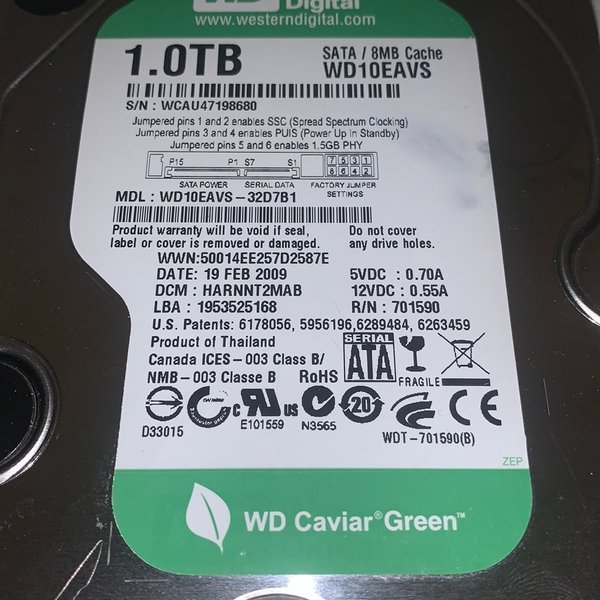 WD Digital
www.westerndigital.com
1.0TB SATA / 8MB Cache
WD10EAVS
S/N : WCAU47198680
Jumpered pins 1 and 2 enables SSC (Spread Spectrum Clocking)
Jumpered pins 3 and 4 enables PUIS (Power Up In Standby)
Jumpered pins 5 and 6 enables 1.5GB PHY
P15 P1 S7 S1 7 5 3 1
8 6 4 2
SATA POWER SERIAL DATA FACTORY JUMPER
SETTINGS
MDL : WD10EAVS-32D7B1
Product warranty will be void if seal, Do not cover
label or cover is removed or damaged. any drive holes.
WWN:50014EE257D2587E
DATE: 19 FEB 2009 5VDC : 0.70A
DCM : HARNNT2MAB 12VDC : 0.55A
LBA : 1953525168 R/N : 701590
U.S. Patents: 6178056, 5956196,6289484, 6263459
Product of Thailand SERIAL
Canada ICES-003 Class B/ ATA
NMB-003 Classe B RoHS FRAGILE
c UL us 20 CE
D33015 E101559 N3565 WDT-701590(B)
ZEP
WD Caviar® Green™